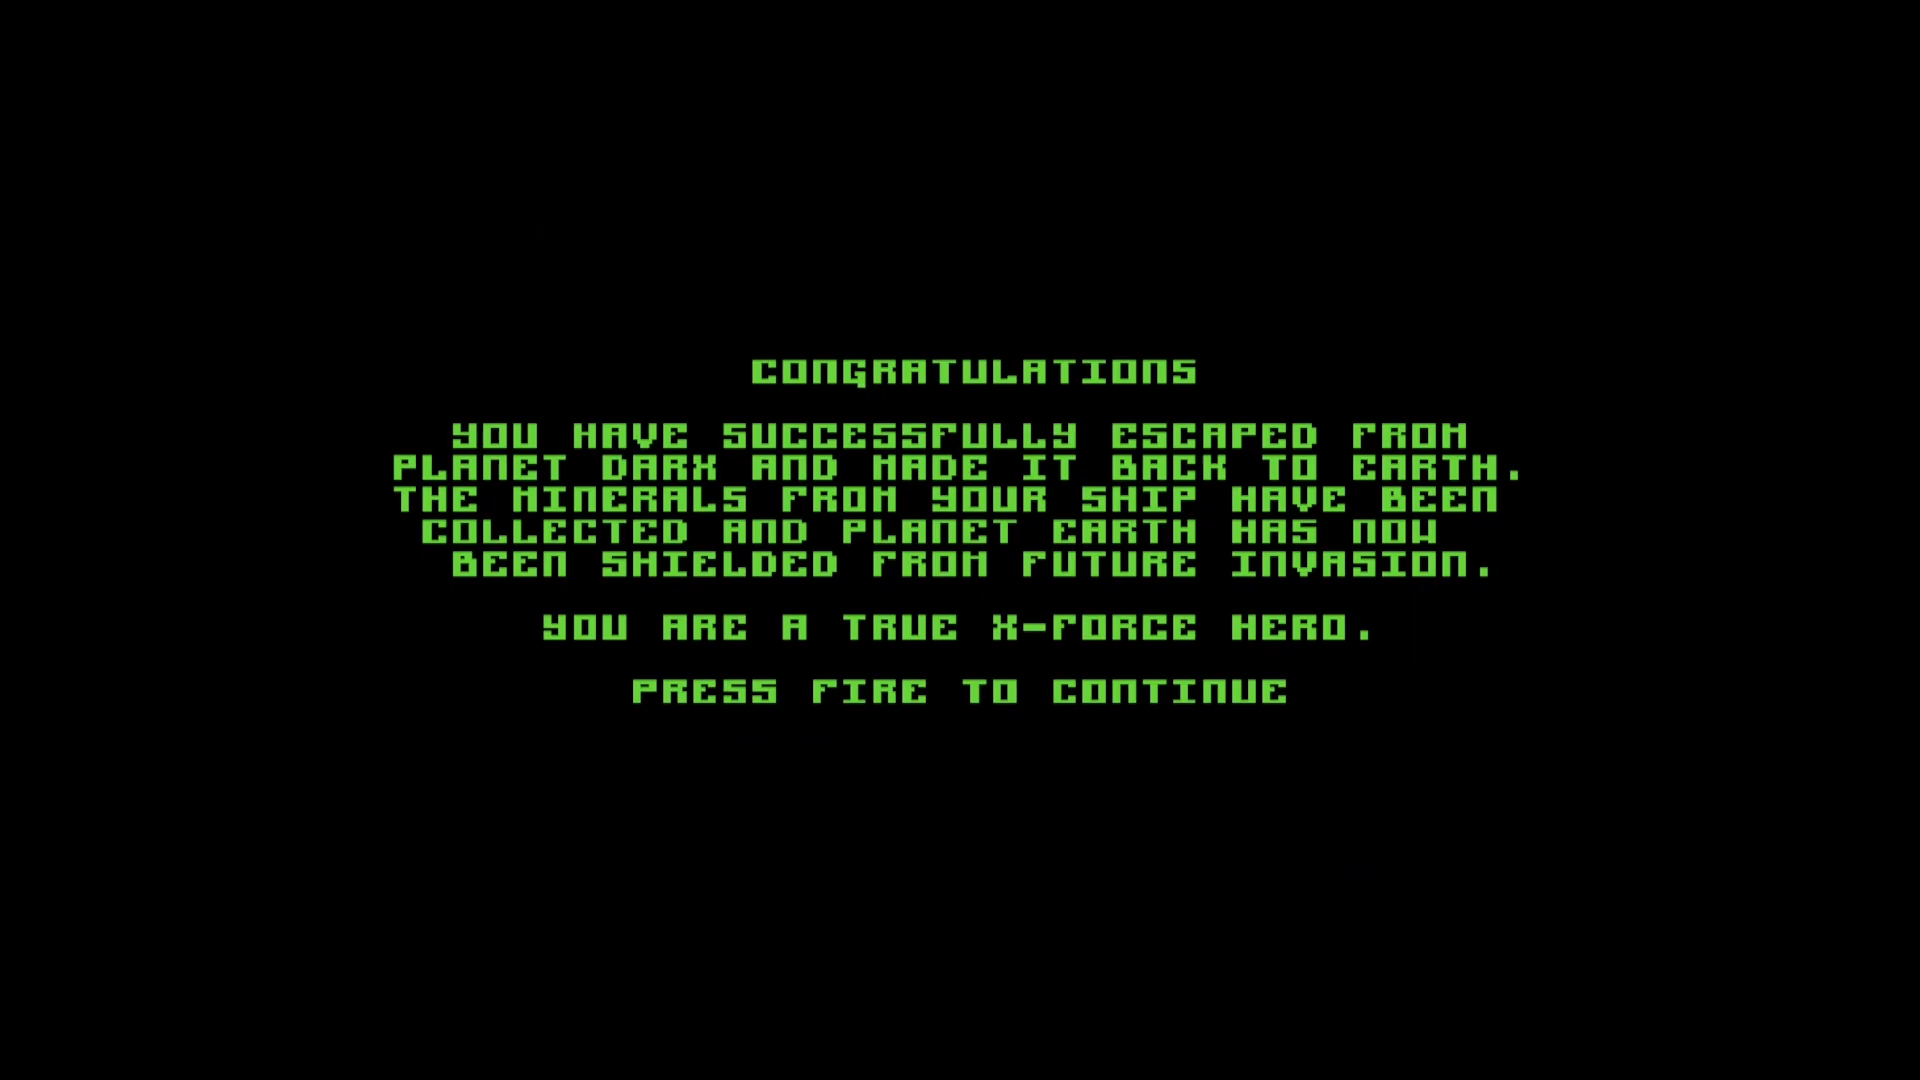 CONGRATULATIONS
YOU HAVE SUCCESSFULLY ESCAPED FROM
PLANET DARX AND MADE IT BACK TO EARTH.
THE MINERALS FROM YOUR SHIP HAVE BEEN
COLLECTED AND PLANET EARTH HAS NOW
BEEN SHIELDED FROM FUTURE INVASION.
YOU ARE A TRUE X-FORCE HERO.
PRESS FIRE TO CONTINUE